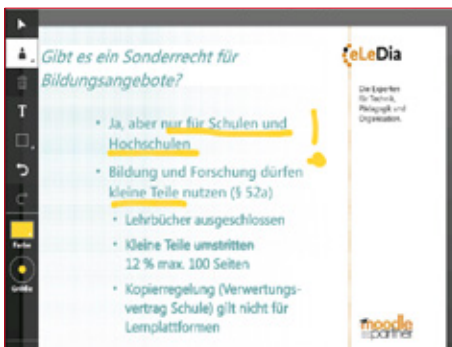 Gibt es ein Sonderrecht für
Bildungsangebote?
• Ja, aber nur für Schulen und
Hochschulen
• Bildung und Forschung dürfen
kleine Teile nutzen (§ 52a)
• Lehrbücher ausgeschlossen
• Kleine Teile umstritten
12 % max. 100 Seiten
• Kopierregelung (Verwertungs-
vertrag Schule) gilt nicht für
Lernplattformen
!
eLeDia
Die Experten
für Technik,
Pädagogik und
Organisation.
moodle
partner
T
Farbe
Größe